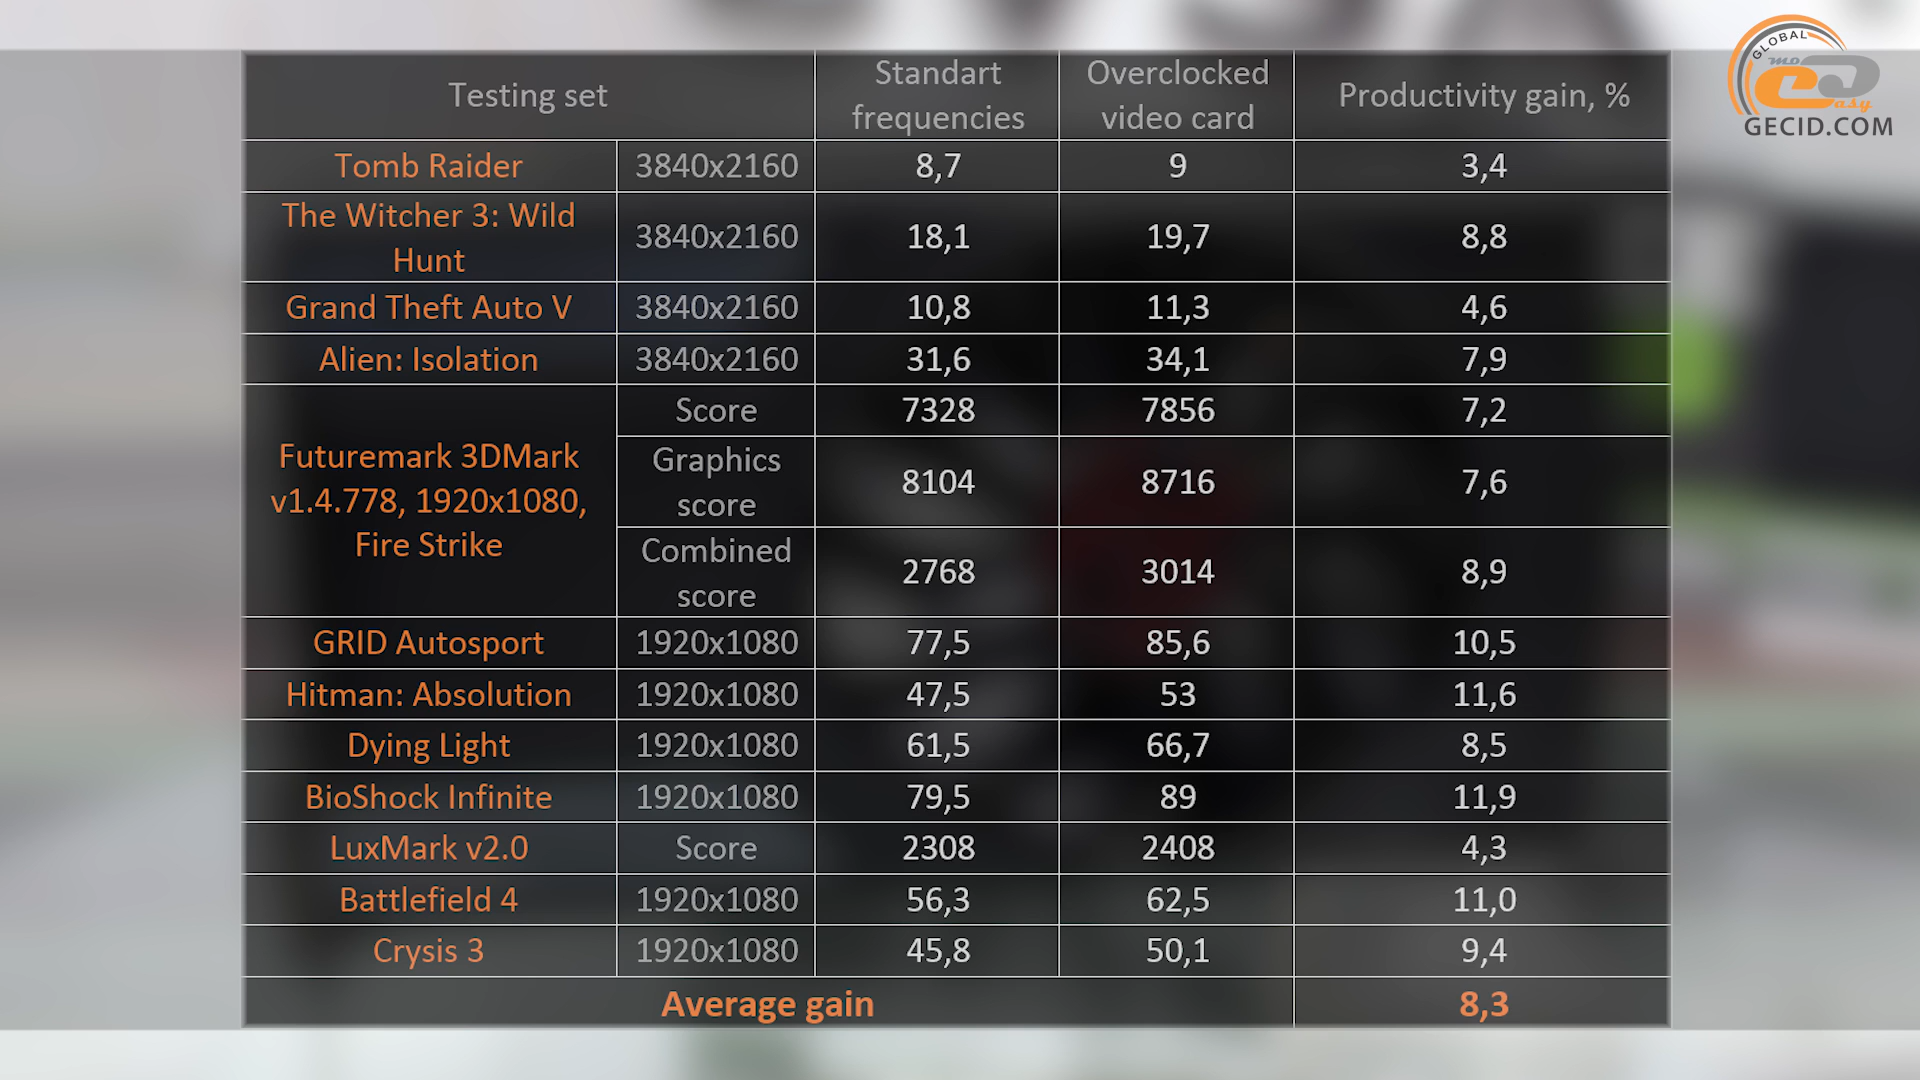 Testing set
Standart
frequencies
Overclocked
video card
Productivity gain, %
Tomb Raider 3840x2160 8,7 9 3,4
The Witcher 3: Wild
Hunt
3840x2160 18,1 19,7 8,8
Grand Theft Auto V 3840x2160 10,8 11,3 4,6
Alien: Isolation 3840x2160 31,6 34,1 7,9
Futuremark 3DMark
v1.4.778, 1920x1080,
Fire Strike
Score 7328 7856 7,2
Graphics
score
8104 8716 7,6
Combined
score
2768 3014 8,9
GRID Autosport 1920x1080 77,5 85,6 10,5
Hitman: Absolution 1920x1080 47,5 53 11,6
Dying Light 1920x1080 61,5 66,7 8,5
BioShock Infinite 1920x1080 79,5 89 11,9
LuxMark v2.0 Score 2308 2408 4,3
Battlefield 4 1920x1080 56,3 62,5 11,0
Crysis 3 1920x1080 45,8 50,1 9,4
Average gain 8,3
GLOBAL
asy
GECID.COM